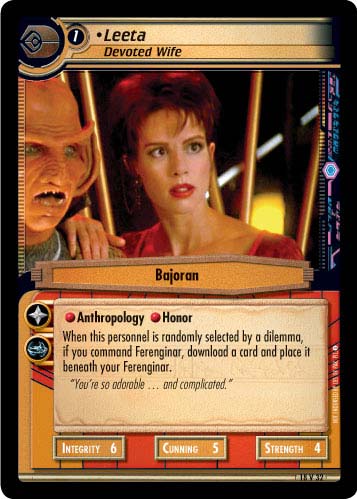 1 •Leeta
Devoted Wife
Bajoran
Anthropology Honor
When this personnel is randomly selected by a dilemma,
if you command Ferenginar, download a card and place it
beneath your Ferenginar.
"You're so adorable … and complicated."
INTEGRITY 6 CUNNING 5 STRENGTH 4
18 V 32